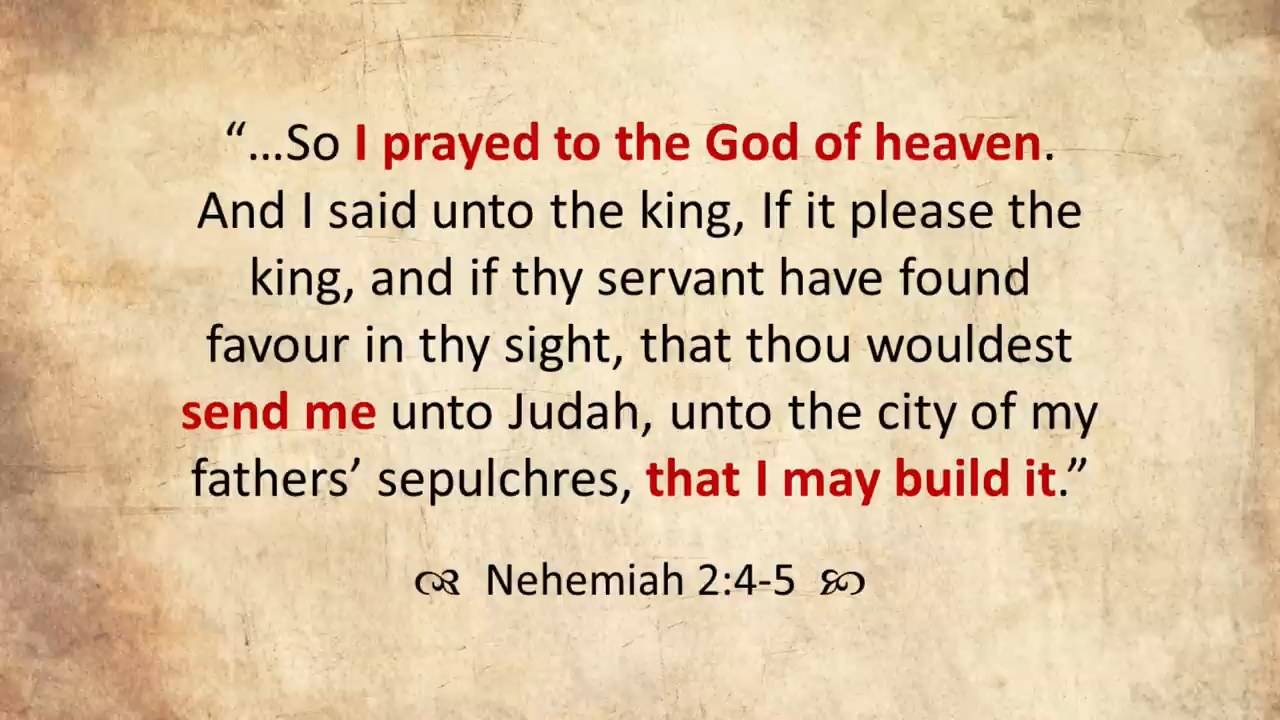 “…So I prayed to the God of heaven.
And I said unto the king, If it please the
king, and if thy servant have found
favour in thy sight, that thou wouldest
send me unto Judah, unto the city of my
fathers’ sepulchres, that I may build it.”
Nehemiah 2:4-5